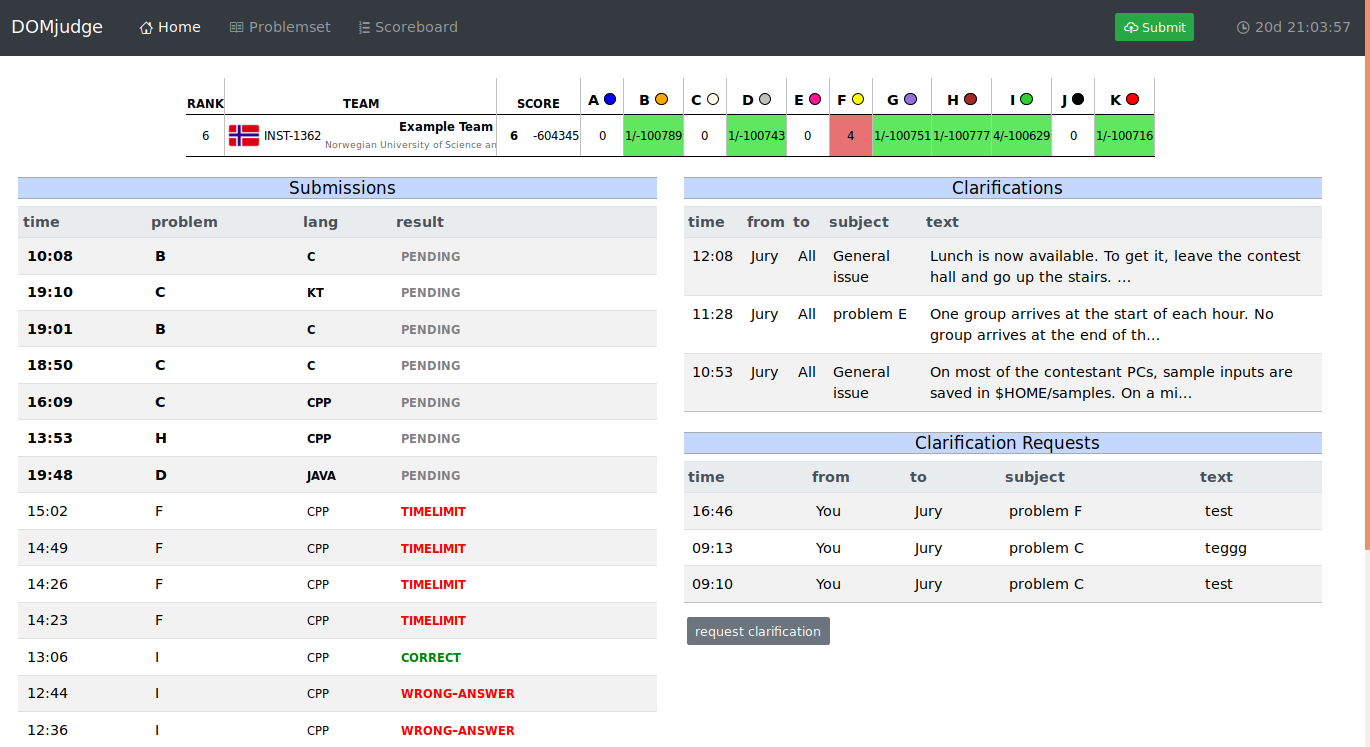 DOMjudge Home Problemset Scoreboard Submit 20d 21:03:57
RANK TEAM SCORE A B C D E F G H I J K
6 INST-1362 Example Team 6 -604345 0 1/-100789 0 1/-100743 0 4 1/-100751 1/-100777 4/-100629 0 1/-100716
Norwegian University of Science an
Submissions
time problem lang result
10:08 B C PENDING
19:10 C KT PENDING
19:01 B C PENDING
18:50 C C PENDING
16:09 C CPP PENDING
13:53 H CPP PENDING
19:48 D JAVA PENDING
15:02 F CPP TIMELIMIT
14:49 F CPP TIMELIMIT
14:26 F CPP TIMELIMIT
14:23 F CPP TIMELIMIT
13:06 I CPP CORRECT
12:44 I CPP WRONG-ANSWER
12:36 I CPP WRONG-ANSWER
Clarifications
time from to subject text
12:08 Jury All General Lunch is now available. To get it, leave the contest
issue hall and go up the stairs. ...
11:28 Jury All problem E One group arrives at the start of each hour. No
group arrives at the end of th...
10:53 Jury All General On most of the contestant PCs, sample inputs are
issue saved in $HOME/samples. On a mi...
Clarification Requests
time from to subject text
16:46 You Jury problem F test
09:13 You Jury problem C teggg
09:10 You Jury problem C test
request clarification